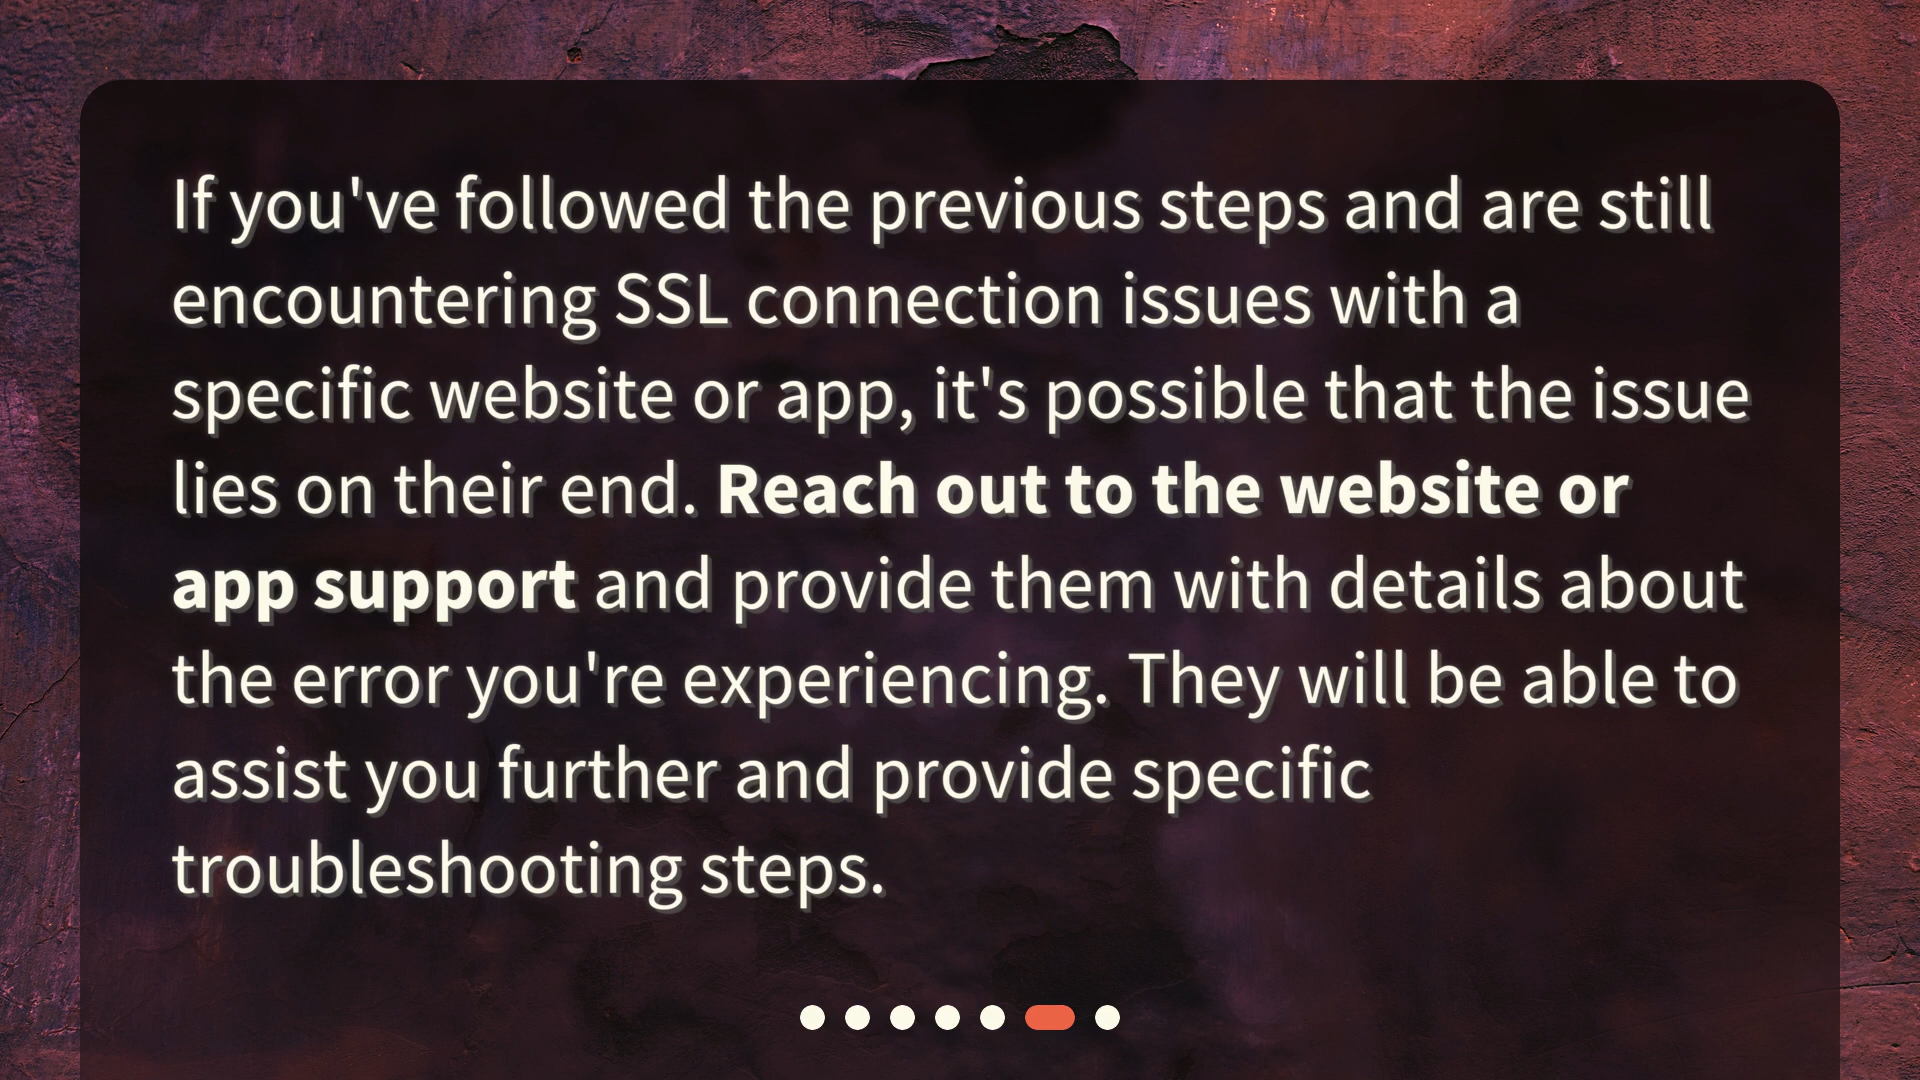 If you've followed the previous steps and are still
encountering SSL connection issues with a
specific website or app, it's possible that the issue
lies on their end. Reach out to the website or
app support and provide them with details about
the error you're experiencing. They will be able to
assist you further and provide specific
troubleshooting steps.